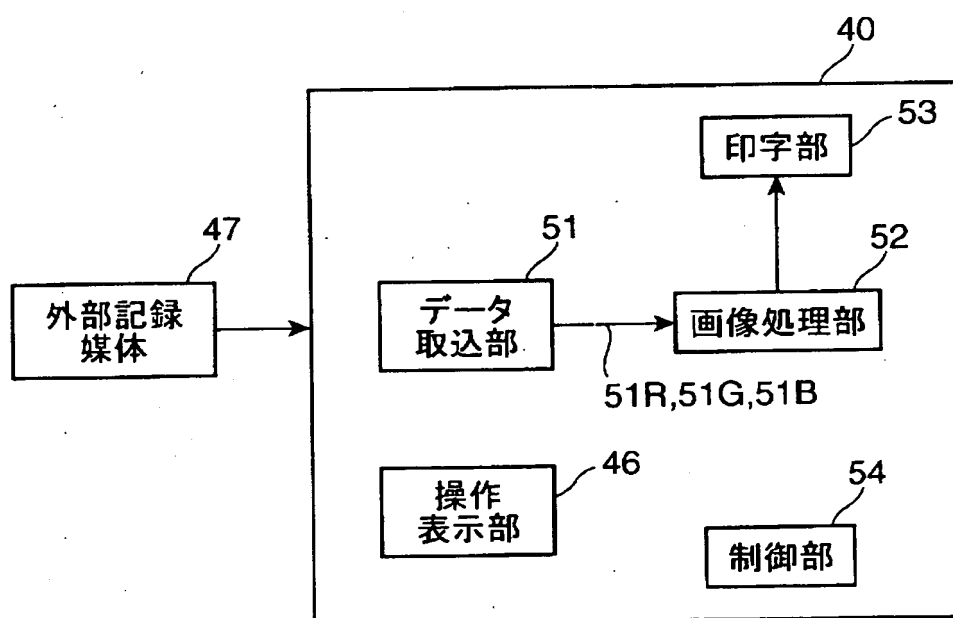 40
53
印字部
47
51
52
外部記録
媒体
データ
取込部
画像処理部
51R,51G,51B
46
操作
表示部
54
制御部